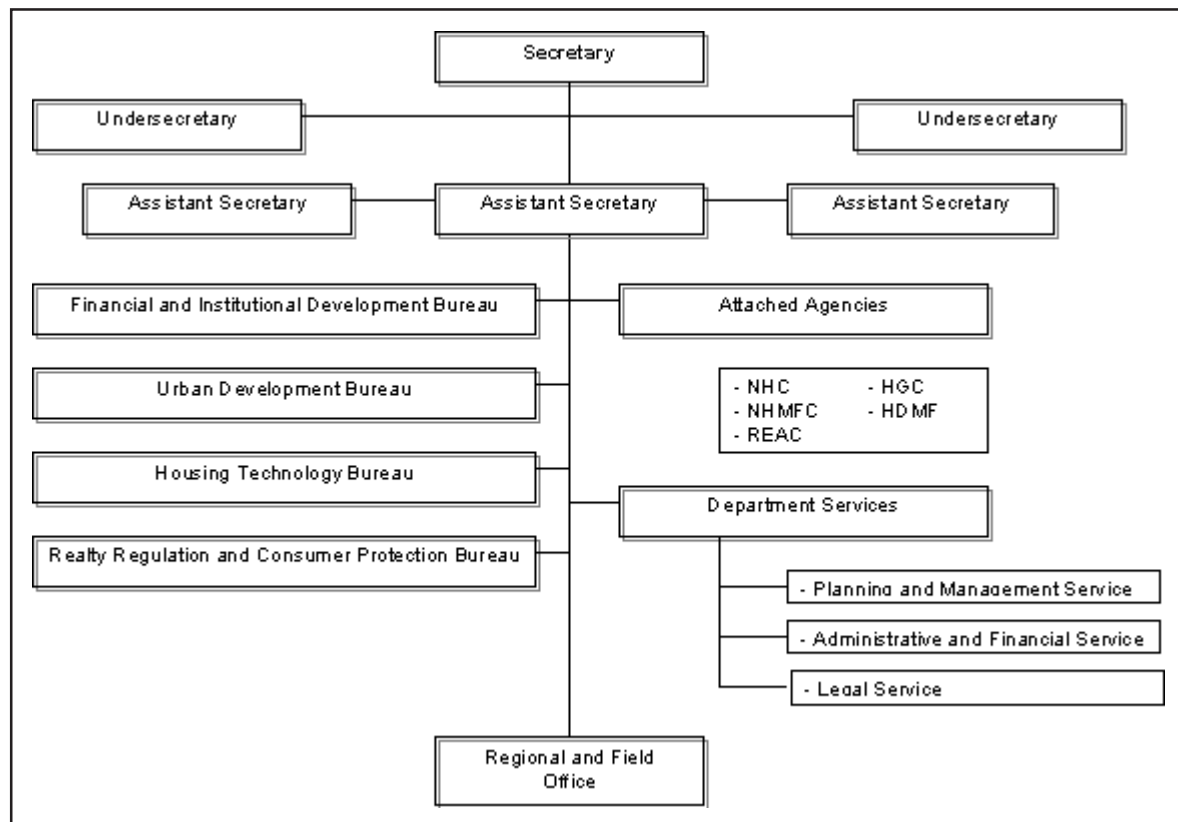 Secretary
Undersecretary
Undersecretary
Assistant Secretary
Assistant Secretary
Assistant Secretary
Financial and Institutional Development Bureau
Attached Agencies
Urban Development Bureau
- NHC - HGC
- NHMFC - HDMF
- REAC
Housing Technology Bureau
Department Services
Realty Regulation and Consumer Protection Bureau
- Planning and Management Service
- Administrative and Financial Service
- Legal Service
Regional and Field
Office